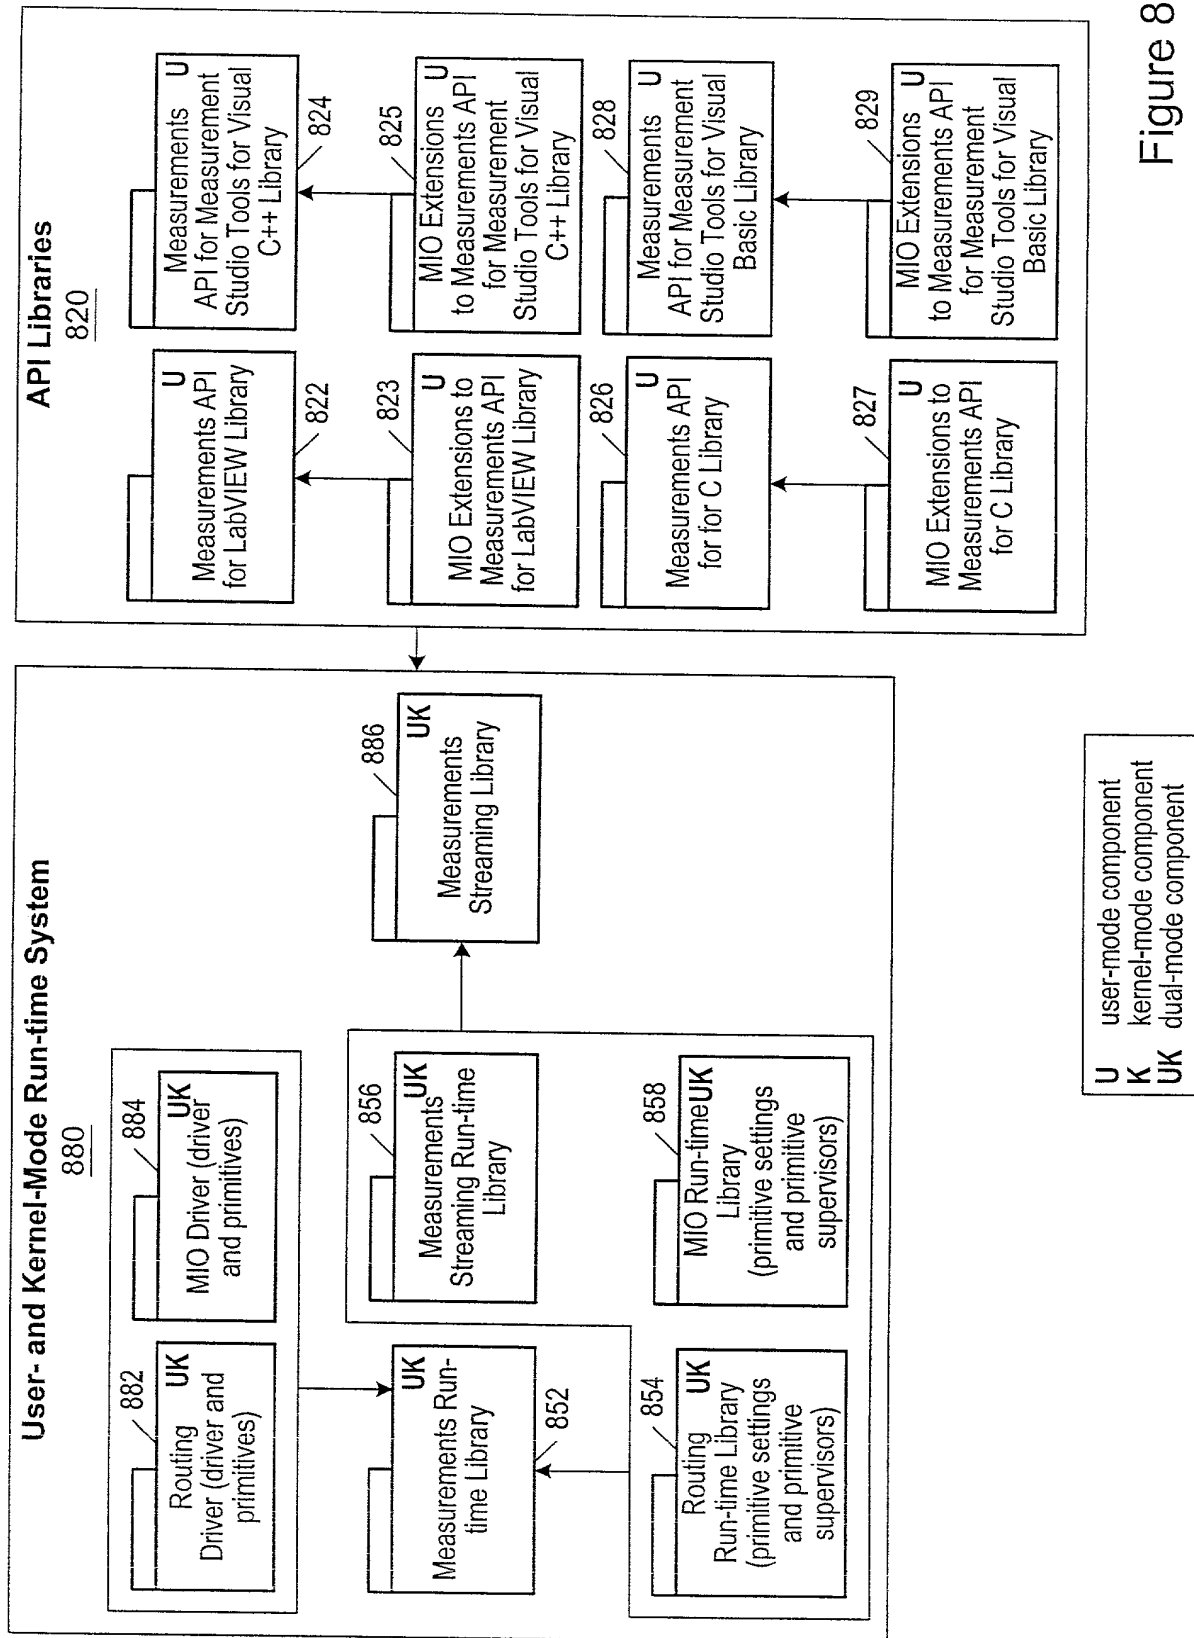 User- and Kernel-Mode Run-time System
880
882
Routing
UK
Driver (driver and
primitives)
884
UK
MIO Driver (driver
and primitives)
UK
Measurements Run-
time Library
852
856
UK
Measurements
Streaming Run-time
Library
886
UK
Measurements
Streaming Library
854
Routing
UK
Run-time Library
(primitive settings
and primitive
supervisors)
858
MIO Run-time UK
Library
(primitive settings
and primitive
supervisors)
API Libraries
820
U
Measurements API
for LabVIEW Library
822
Measurements U
API for Measurement
Studio Tools for Visual
C++ Library
824
823
U
MIO Extensions to
Measurements API
for LabVIEW Library
825
MIO Extensions U
to Measurements API
for Measurement
Studio Tools for Visual
C++ Library
826
U
Measurements API
for for C Library
828
Measurements U
API for Measurement
Studio Tools for Visual
Basic Library
827
U
MIO Extensions to
Measurements API
for C Library
829
MIO Extensions U
to Measurements API
for Measurement
Studio Tools for Visual
Basic Library
U user-mode component
K kernel-mode component
UK dual-mode component
Figure 8